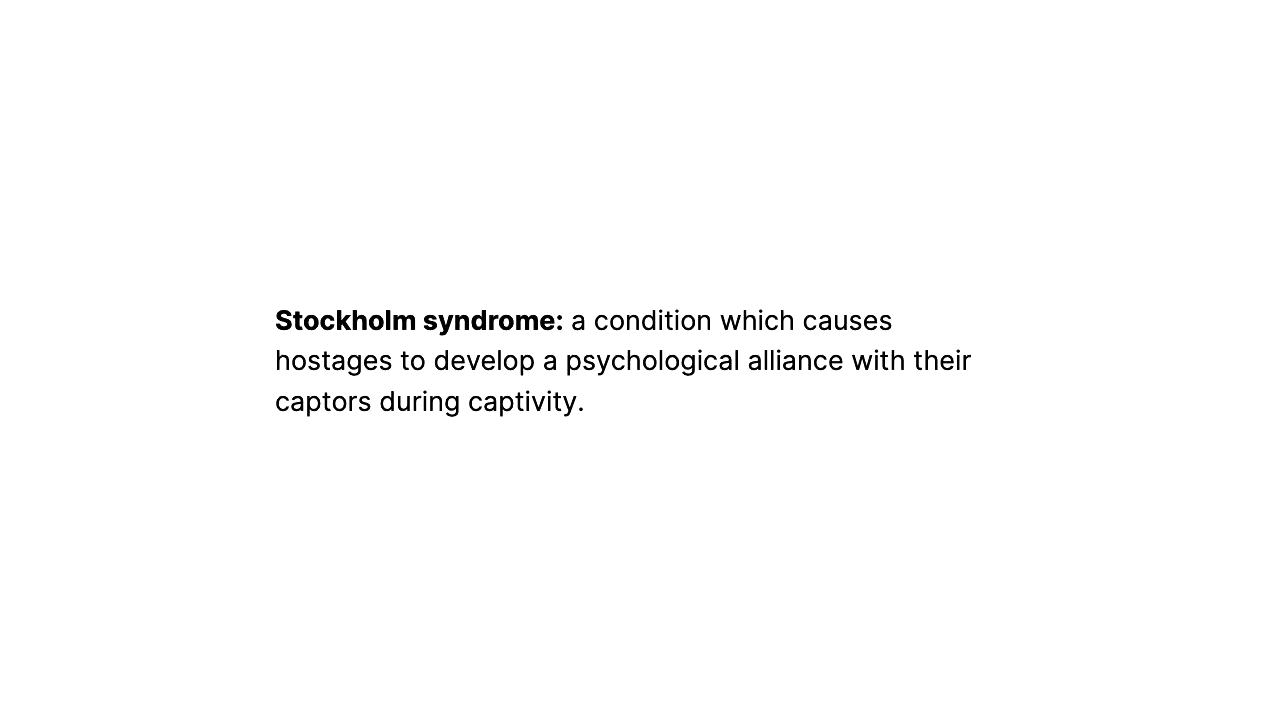 Stockholm syndrome: a condition which causes
hostages to develop a psychological alliance with their
captors during captivity.